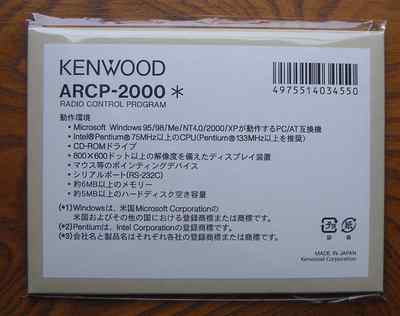 KENWOOD
ARCP-2000 *
RADIO CONTROL PROGRAM
4975514034550
動作環境
• Microsoft Windows95/98/Me/NT4.0/2000/XPが動作するPC/AT互換機
• Intel®Pentium®75MHz以上のCPU(Pentium®133MHz以上を推奨)
• CD-ROMドライブ
• 800×600ドット以上の解像度を備えたディスプレイ装置
• マウス等のポインティングデバイス
• シリアルポート(RS-232C)
• 約6MB以上のメモリー
• 約5MB以上のハードディスク空き容量
(*1)Windowsは、米国Microsoft Corporationの
米国およびその他の国における登録商標または商標です。
(*2)Pentiumは、Intel Corporationの登録商標です。
(*3)会社名と製品名はそれぞれ各社の登録商標または商標です。
MADE IN JAPAN
Kenwood Corporation